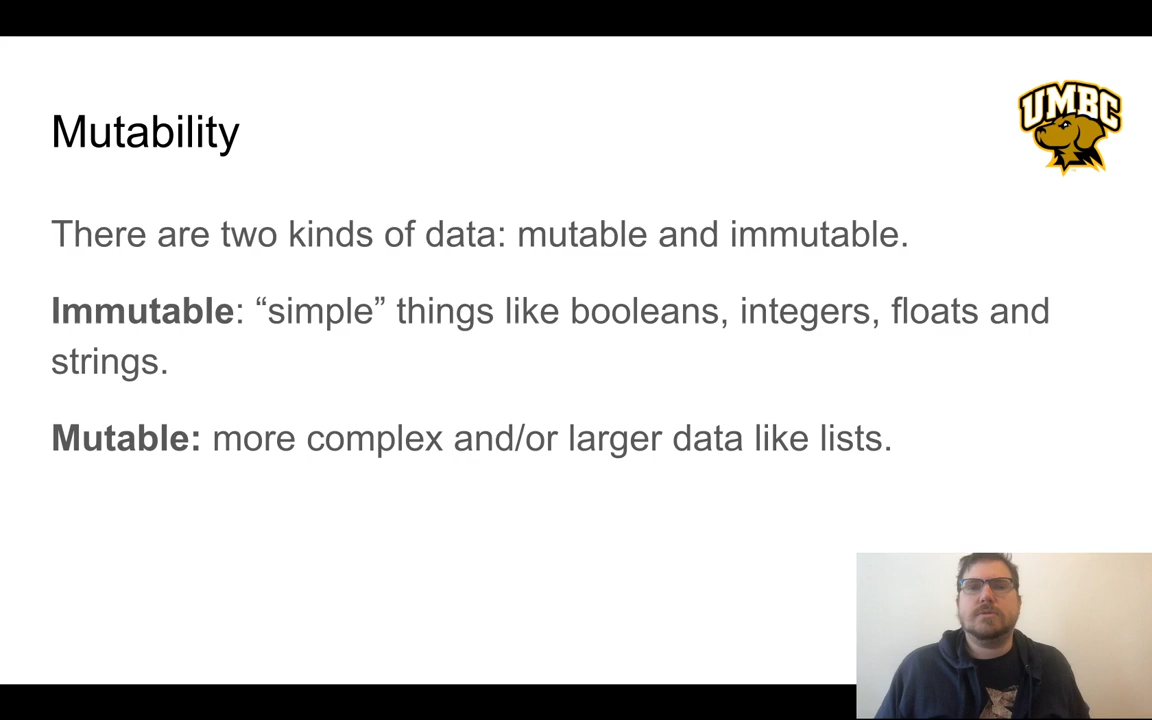 UMBC
Mutability
There are two kinds of data: mutable and immutable.
Immutable: “simple” things like booleans, integers, floats and
strings.
Mutable: more complex and/or larger data like lists.